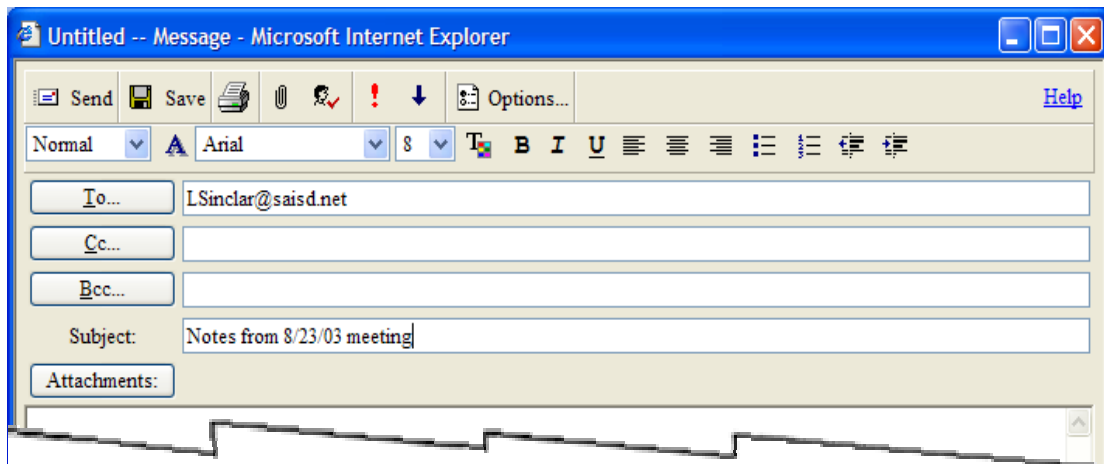 Untitled -- Message - Microsoft Internet Explorer
Send Save Options... Help
Normal A Arial 8 T B I U
To... LSinclar@saisd.net
Cc...
Bcc...
Subject: Notes from 8/23/03 meeting
Attachments: